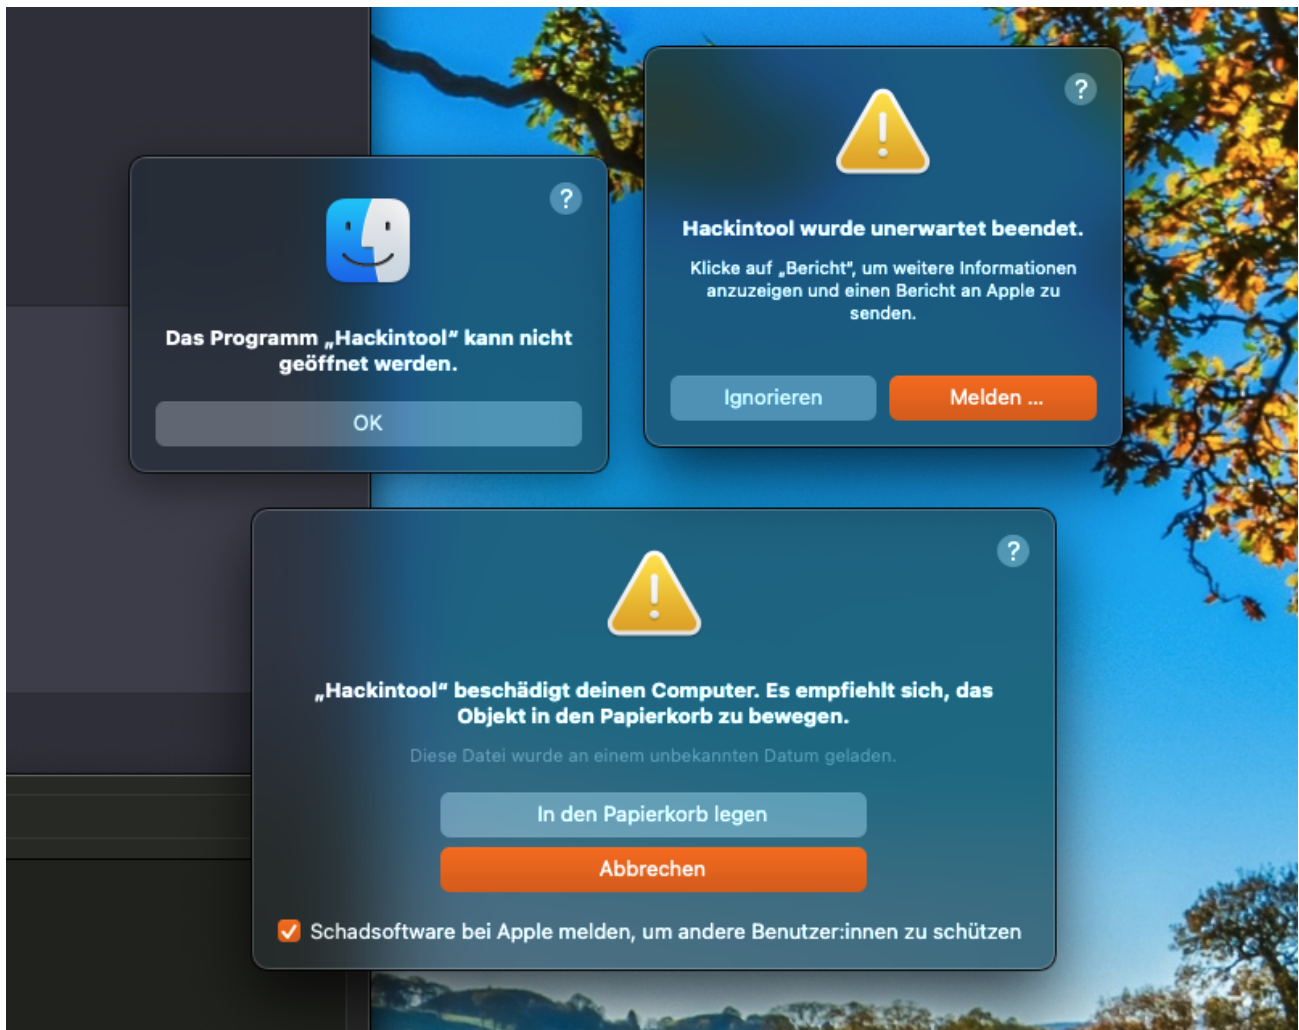 ?
Das Programm „Hackintool“ kann nicht
geöffnet werden.
OK
?
Hackintool wurde unerwartet beendet.
Klicke auf „Bericht“, um weitere Informationen
anzuzeigen und einen Bericht an Apple zu
senden.
Ignorieren
Melden ...
?
„Hackintool“ beschädigt deinen Computer. Es empfiehlt sich, das
Objekt in den Papierkorb zu bewegen.
Diese Datei wurde an einem unbekannten Datum geladen.
In den Papierkorb legen
Abbrechen
Schadsoftware bei Apple melden, um andere Benutzer:innen zu schützen